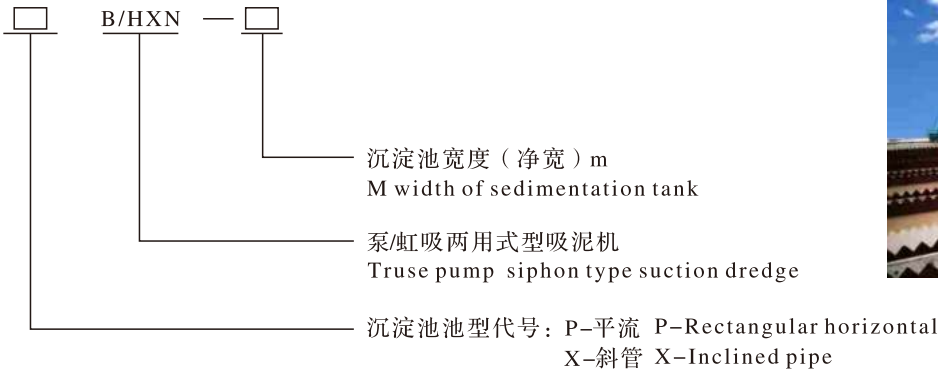 □ B/HXN — □
沉淀池宽度（净宽）m
M width of sedimentation tank
泵/虹吸两用式型吸泥机
Truse pump siphon type suction dredge
沉淀池池型代号：P–平流 P–Rectangular horizontal
X–斜管 X–Inclined pipe